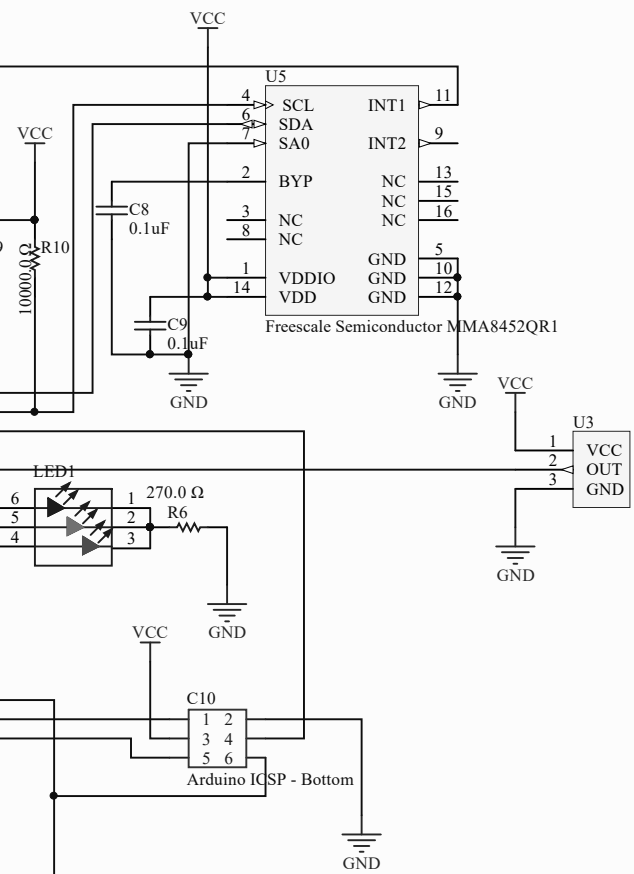 VCC
U5
4 SCL INT1 11
6 SDA
7 SA0 INT2 9
VCC
2 BYP NC 13
NC 15
C8
0.1uF
3 NC NC 16
8 NC
R10
10000.0 Ω
GND 5
1 VDDIO GND 10
14 VDD GND 12
C9
0.1uF
Freescale Semiconductor MMA8452QR1
GND
GND
VCC
U3
1 VCC
2 OUT
3 GND
LED1
6 1
5 2
4 3
270.0 Ω
R6
GND
GND
VCC
C10
1 2
3 4
5 6
Arduino ICSP - Bottom
GND